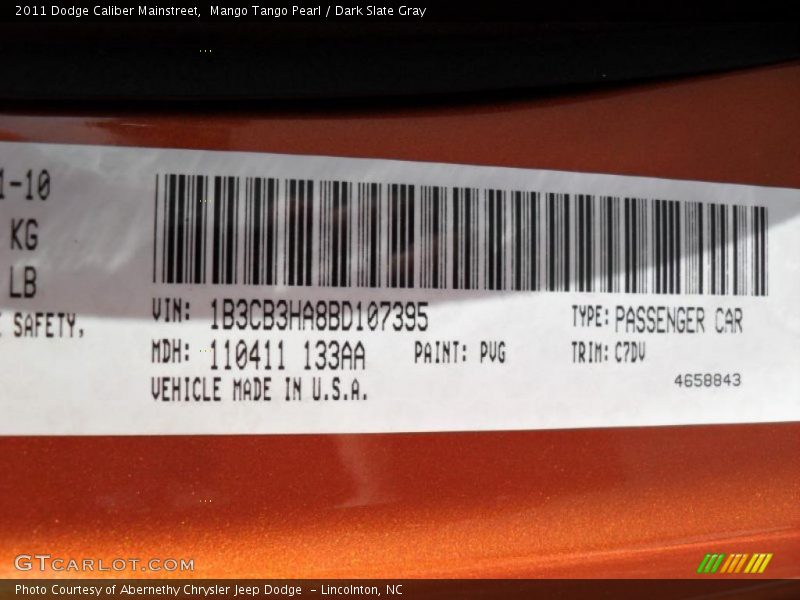 2011 Dodge Caliber Mainstreet,  Mango Tango Pearl / Dark Slate Gray
1-10
KG
LB
SAFETY,
VIN: 1B3CB3HA8BD107395 TYPE: PASSENGER CAR
MDH: 110411 133AA PAINT: PVG TRIM: C7DV
VEHICLE MADE IN U.S.A.
4658843
GTCARLOT.COM
Photo Courtesy of Abernethy Chrysler Jeep Dodge  - Lincolnton, NC